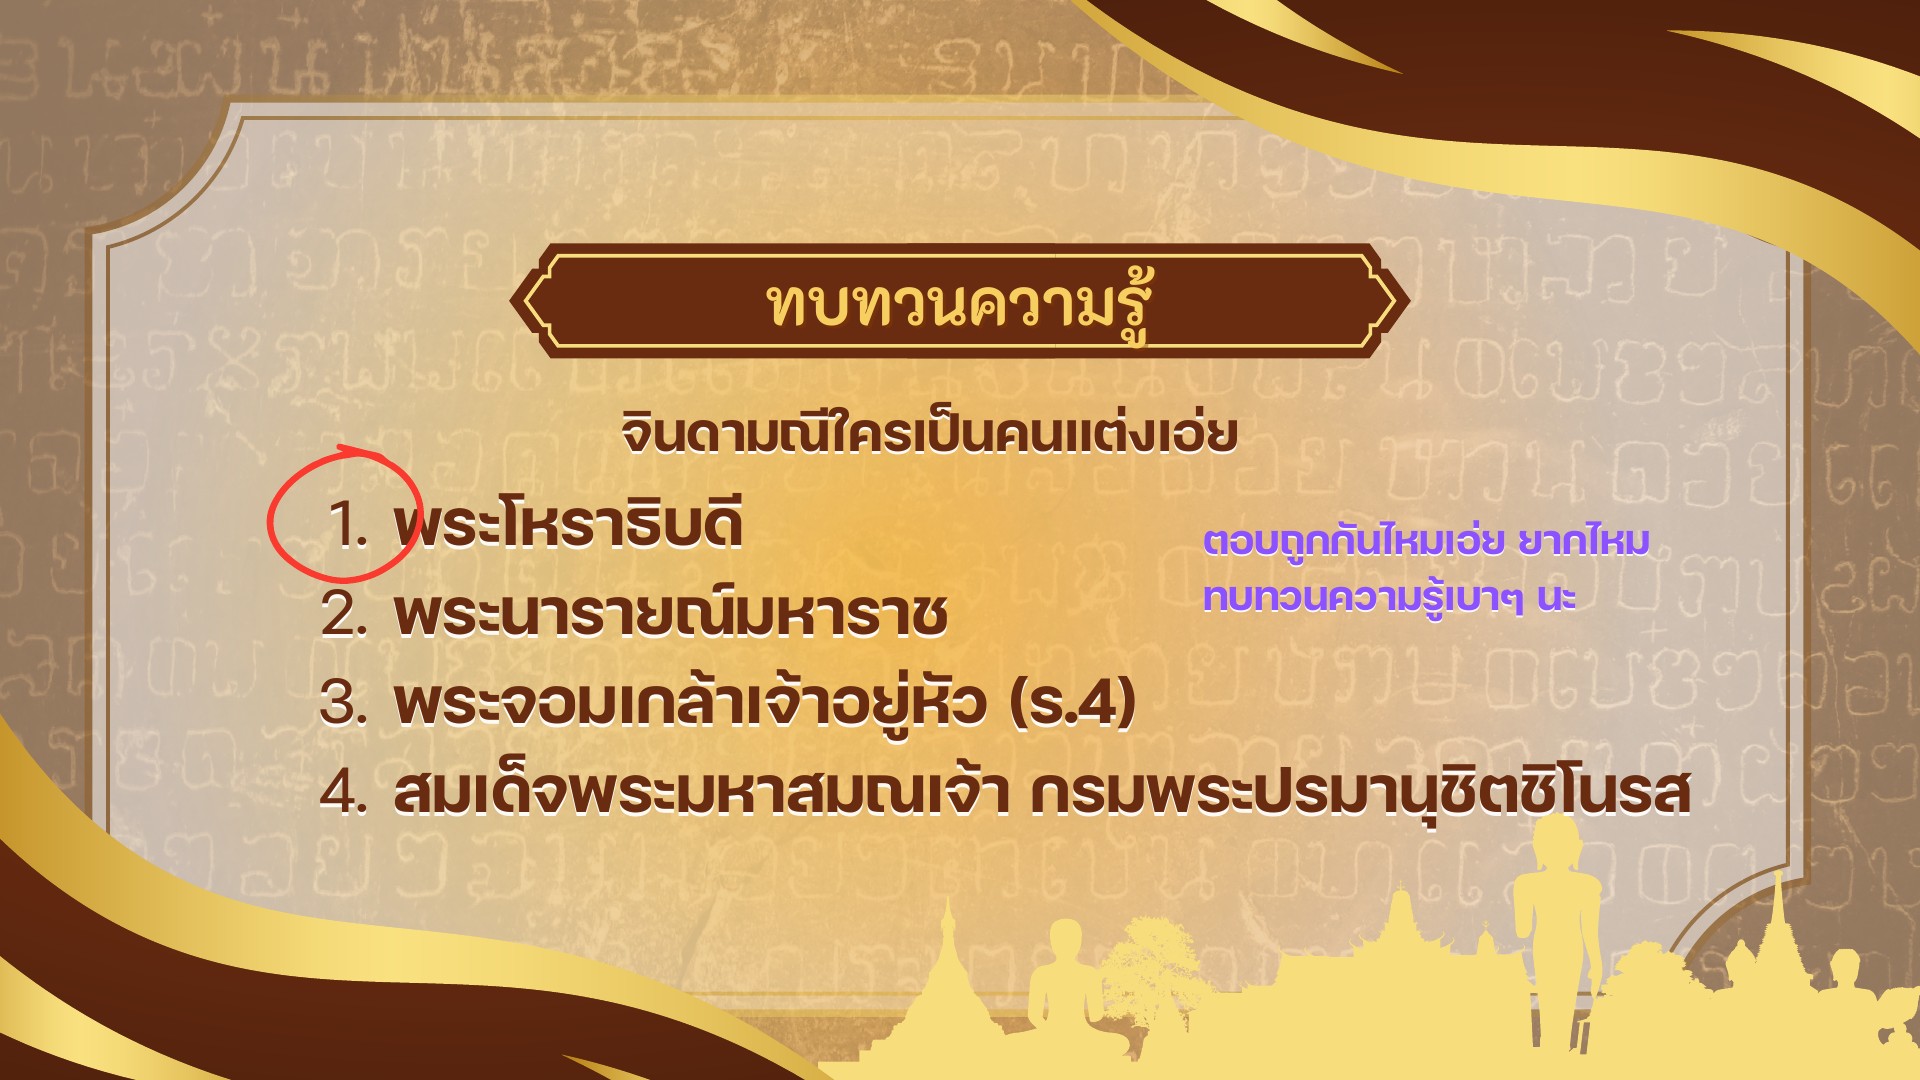 ทบทวนความรู้
จินดามณีใครเป็นคนแต่งเอ่ย
1. พระโหราธิบดี
2. พระนารายณ์มหาราช
3. พระจอมเกล้าเจ้าอยู่หัว (ร.4)
4. สมเด็จพระมหาสมณเจ้า กรมพระปรมานุชิตชิโนรส
ตอบถูกกันไหมเอ่ย ยากไหม
ทบทวนความรู้เบาๆ นะ